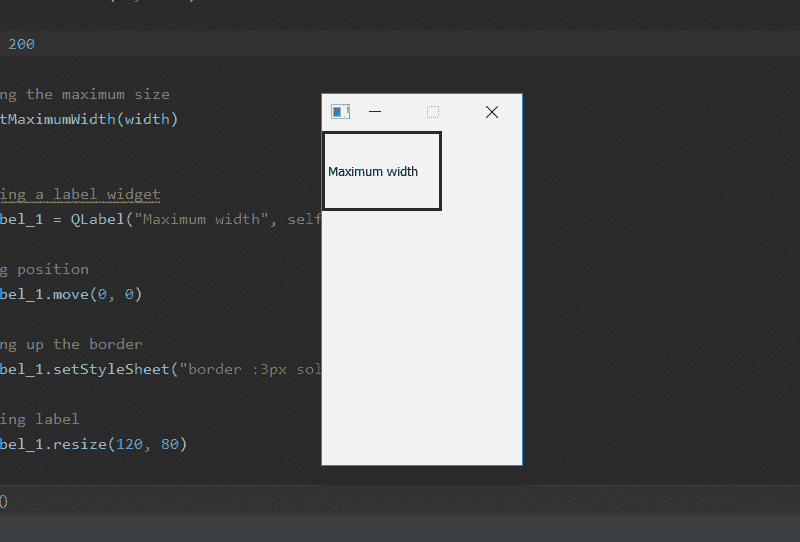 200
ng the maximum size
tMaximumWidth(width)
ing a label widget
bel_1 = QLabel("Maximum width", self
g position
bel_1.move(0, 0)
ng up the border
bel_1.setStyleSheet("border :3px sol
ing label
bel_1.resize(120, 80)
()
Maximum width